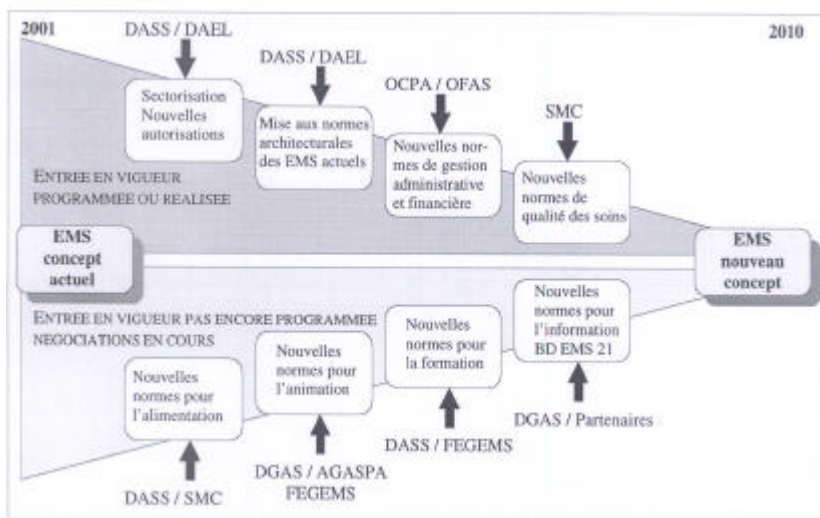 2001
2010
DASS / DAEL
DASS / DAEL
OCPA / OFAS
SMC
Sectorisation
Nouvelles
autorisations
Mise aux normes
architecturales
des EMS actuels
Nouvelles nor-
mes de gestion
administrative
et financière
Nouvelles
normes de
qualité des soins
ENTREE EN VIGUEUR
PROGRAMMEE OU REALISEE
EMS
concept
actuel
EMS
nouveau
concept
ENTREE EN VIGUEUR PAS ENCORE PROGRAMMEE
NEGOCIATIONS EN COURS
Nouvelles
normes pour
l'alimentation
Nouvelles
normes pour
l'animation
Nouvelles
normes pour
la formation
Nouvelles
normes pour
l'information
BD EMS 21
DASS / SMC
DGAS / AGASPA
FEGEMS
DASS / FEGEMS
DGAS / Partenaires